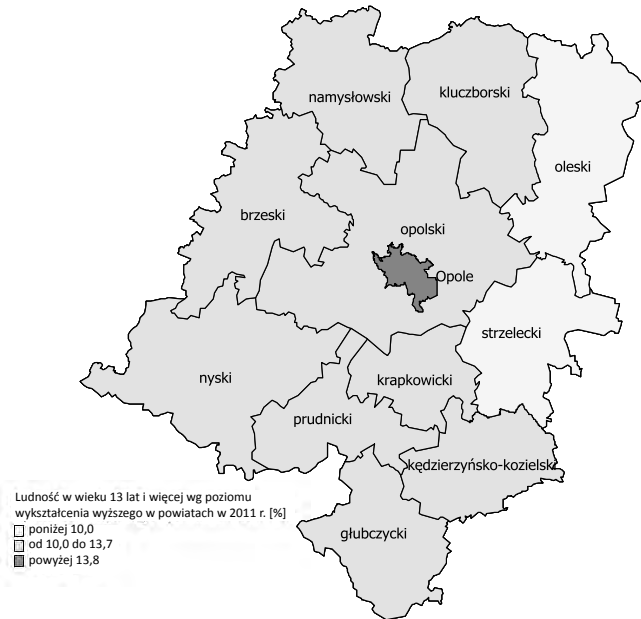 namysłowski
kluczborski
oleski
brzeski
opolski
Opole
strzelecki
nyski
krapkowicki
prudnicki
kędzierzyńsko-kozielski
głubczycki
Ludność w wieku 13 lat i więcej wg poziomu
wykształcenia wyższego w powiatach w 2011 r. [%]
poniżej 10,0
od 10,0 do 13,7
powyżej 13,8